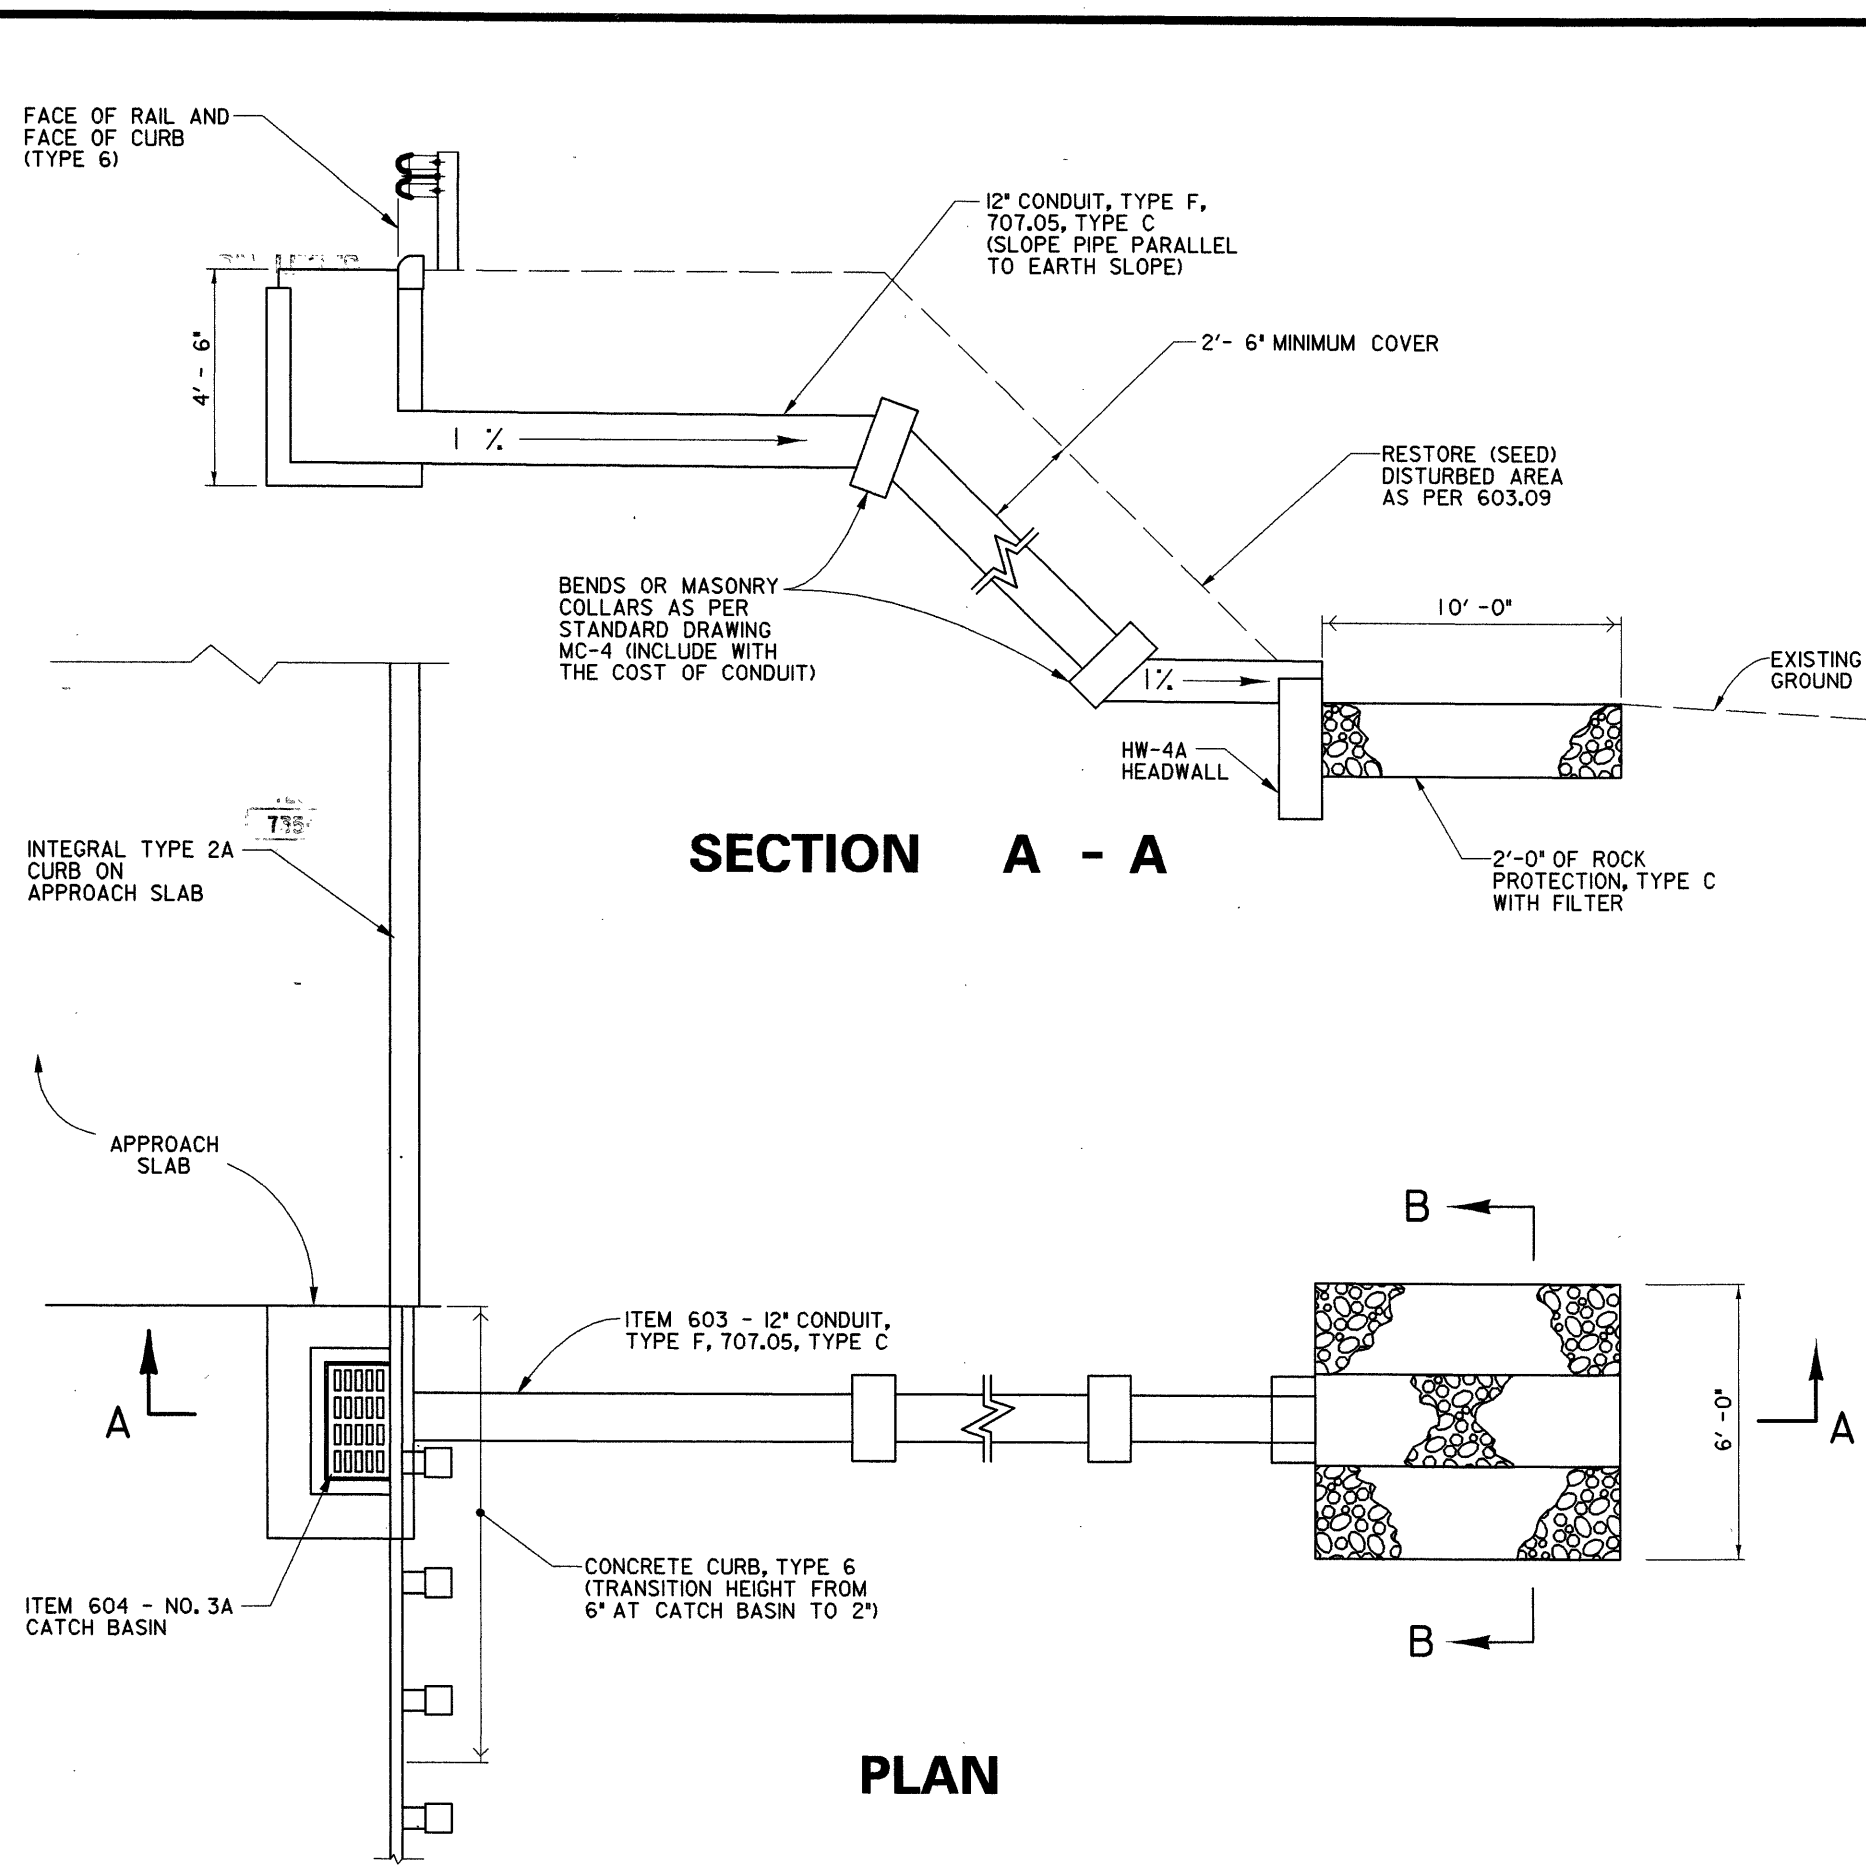 FACE OF RAIL AND
FACE OF CURB
(TYPE 6)
12" CONDUIT, TYPE F,
707.05, TYPE C
(SLOPE PIPE PARALLEL
TO EARTH SLOPE)
4'- 6"
2'- 6" MINIMUM COVER
1 %
RESTORE (SEED)
DISTURBED AREA
AS PER 603.09
BENDS OR MASONRY
COLLARS AS PER
STANDARD DRAWING
MC-4 (INCLUDE WITH
THE COST OF CONDUIT)
10' -0"
1%
EXISTING
GROUND
HW-4A
HEADWALL
SECTION A - A
2'-0" OF ROCK
PROTECTION, TYPE C
WITH FILTER
INTEGRAL TYPE 2A
CURB ON
APPROACH SLAB
APPROACH
SLAB
B
ITEM 603 - 12" CONDUIT,
TYPE F, 707.05, TYPE C
A
6'-0"
A
CONCRETE CURB, TYPE 6
(TRANSITION HEIGHT FROM
6" AT CATCH BASIN TO 2")
ITEM 604 - NO. 3A
CATCH BASIN
B
PLAN